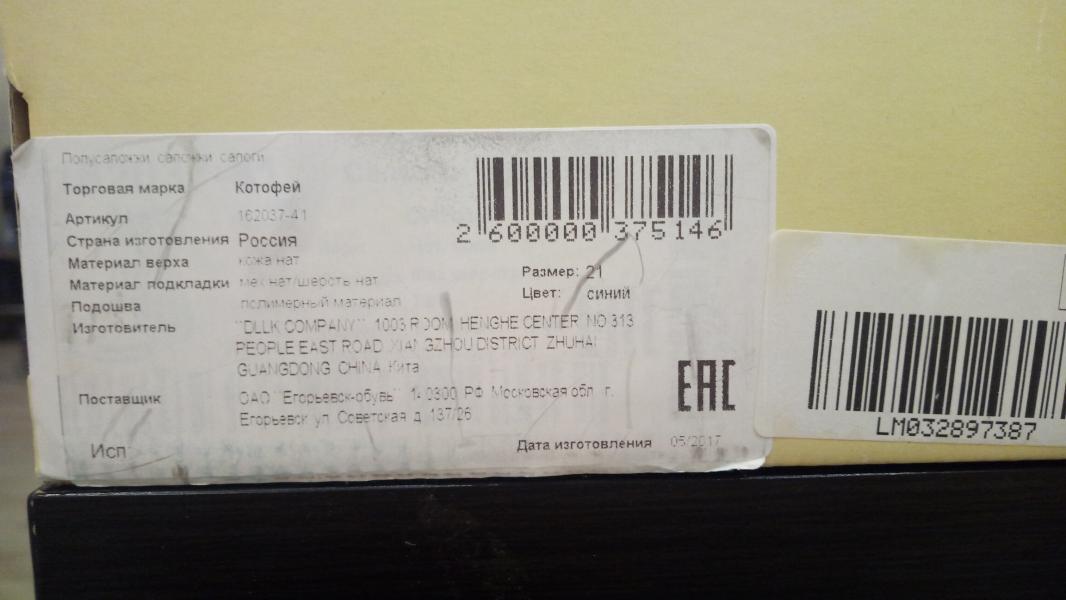 Полусапожки сапожки сапоги
Торговая марка Котофей
Артикул 162037-41
Страна изготовления Россия
Материал верха кожа нат
Материал подкладки мех нат/шерсть нат
Подошва полимерный материал
Изготовитель "DLLK COMPANY" 1003 ROOM HENGHE CENTER NO 313
PEOPLE EAST ROAD XIANGZHOU DISTRICT ZHUHAI
GUANGDONG CHINA Кита
Поставщик ОАО "Егорьевск-обувь" 140300 РФ Московская обл г.
Егорьевск ул Советская д 137/26
Исп
2 600000 375146
Размер: 21
Цвет: синий
EAC
Дата изготовления 05/2017
LM032897387